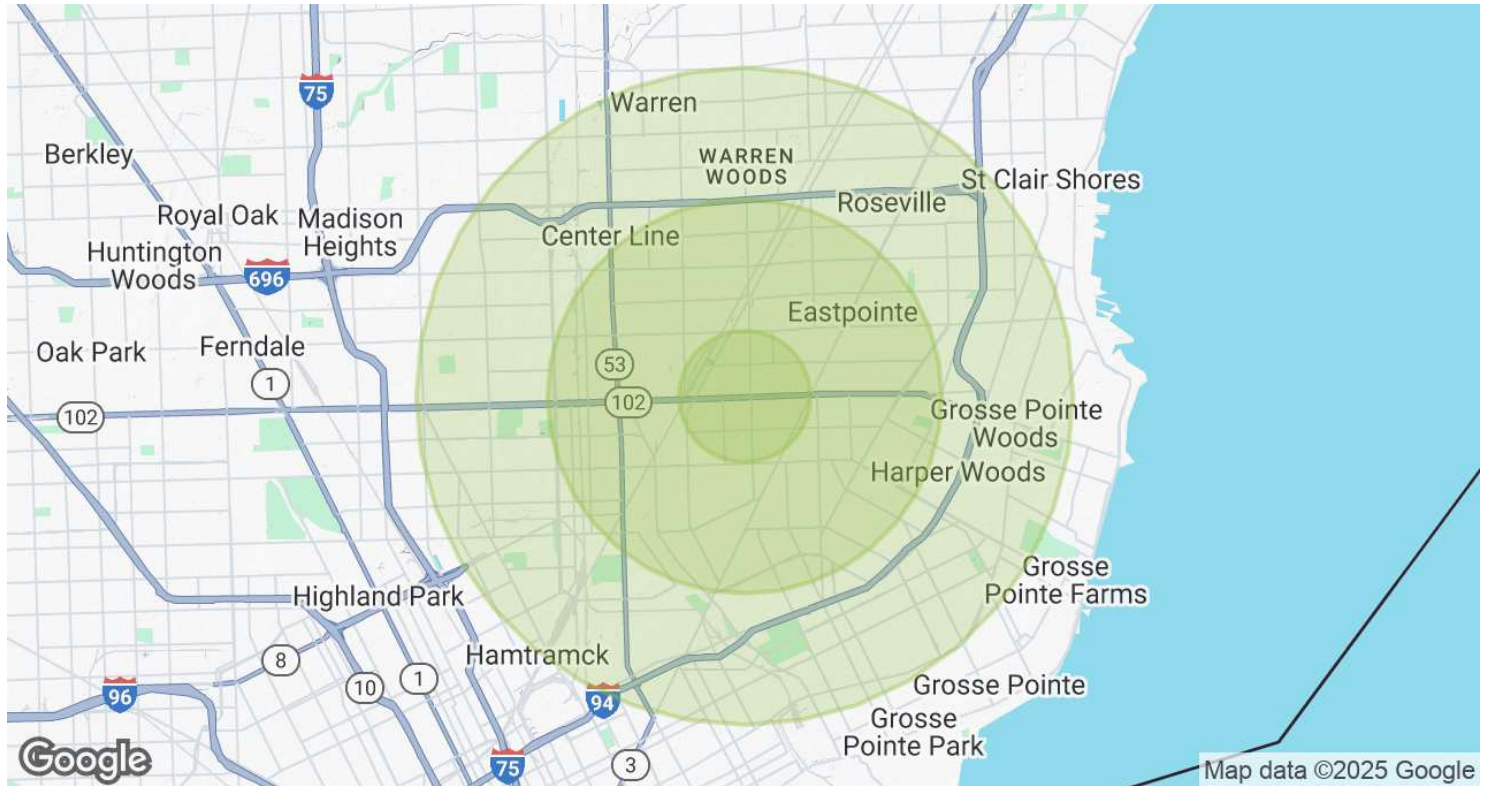 75
Warren
Berkley
WARREN
WOODS
St Clair Shores
Royal Oak
Madison
Heights
Roseville
Center Line
Huntington
Woods
696
Eastpointe
Oak Park
Ferndale
53
1
102
102
Grosse Pointe
Woods
Harper Woods
Grosse
Pointe Farms
Highland Park
Hamtramck
8
10
1
96
94
Grosse Pointe
Grosse
Pointe Park
75
3
Google
Map data ©2025 Google